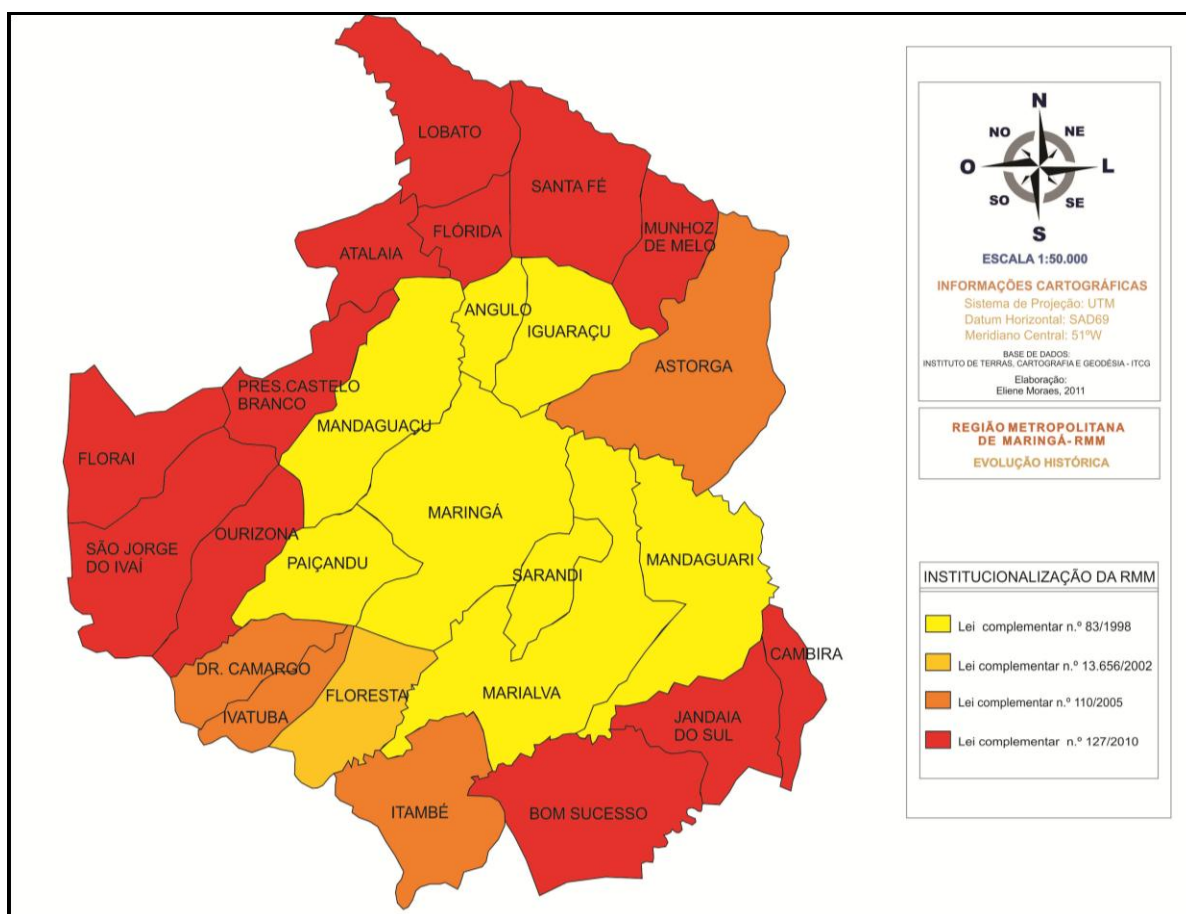 LOBATO
SANTA FÉ
FLÓRIDA
MUNHOZ
DE MELO
ATALAIA
ANGULO
IGUARAÇU
ASTORGA
PRES.CASTELO
BRANCO
MANDAGUAÇU
FLORAI
MARINGÁ
OURIZONA
SÃO JORGE
DO IVAÍ
PAIÇANDU
SARANDI
MANDAGUARI
CAMBIRA
DR. CAMARGO
FLORESTA
MARIALVA
IVATUBA
JANDAIA
DO SUL
ITAMBÉ
BOM SUCESSO
N
NO NE
O L
SO SE
S
ESCALA 1:50.000
INFORMAÇÕES CARTOGRÁFICAS
Sistema de Projeção: UTM
Datum Horizontal: SAD69
Meridiano Central: 51ºW
BASE DE DADOS:
INSTITUTO DE TERRAS, CARTOGRAFIA E GEODÉSIA - ITCG
Elaboração:
Eliene Moraes, 2011
REGIÃO METROPOLITANA
DE MARINGÁ- RMM
EVOLUÇÃO HISTÓRICA
INSTITUCIONALIZAÇÃO DA RMM
Lei complementar n.º 83/1998
Lei complementar n.º 13.656/2002
Lei complementar n.º 110/2005
Lei complementar n.º 127/2010